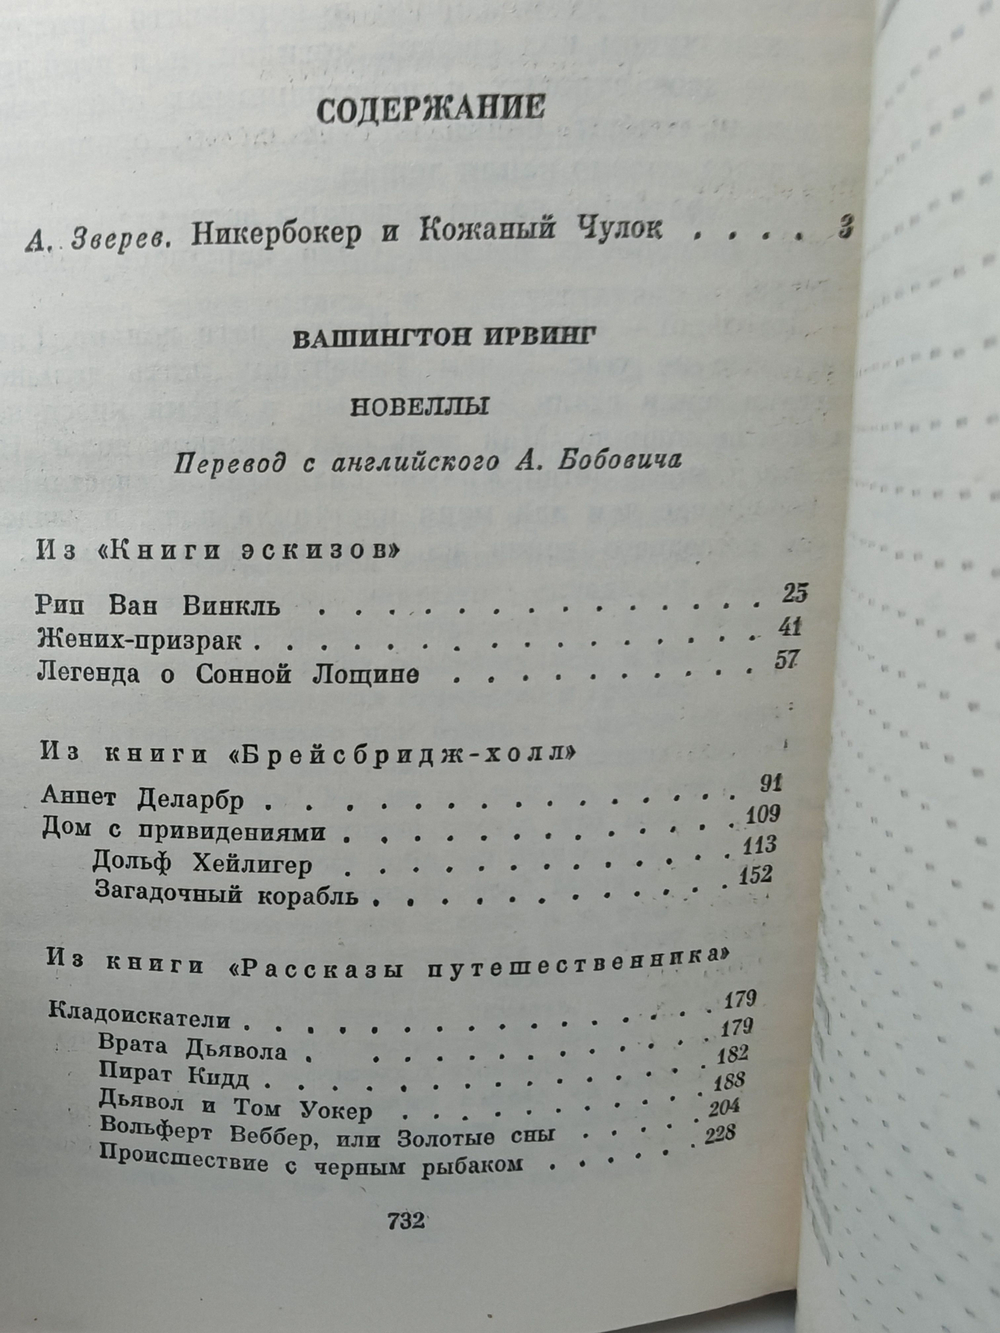 СОДЕРЖАНИЕ
А. Зверев. Никербокер и Кожаный Чулок . . . . 3
ВАШИНГТОН ИРВИНГ
НОВЕЛЛЫ
Перевод с английского А. Бобовича
Из «Книги эскизов»
Рип Ван Винкль . . . . . . . . . . . . . . 25
Жених-призрак . . . . . . . . . . . . . . . . 41
Легенда о Сонной Лощине . . . . . . . . . . 57
Из книги «Брейсбридж-холл»
Аннет Деларбр . . . . . . . . . . . . . . 91
Дом с привидениями . . . . . . . . . . . . 109
Дольф Хейлигер . . . . . . . . . . . . 113
Загадочный корабль . . . . . . . . . . . 152
Из книги «Рассказы путешественника»
Кладоискатели . . . . . . . . . . . . . . . 179
Врата Дьявола . . . . . . . . . . . . 179
Пират Кидд . . . . . . . . . . . . . . 182
Дьявол и Том Уокер . . . . . . . . . . 188
Вольферт Веббер, или Золотые сны . . . . 204
Происшествие с черным рыбаком . . . . . . 228
732